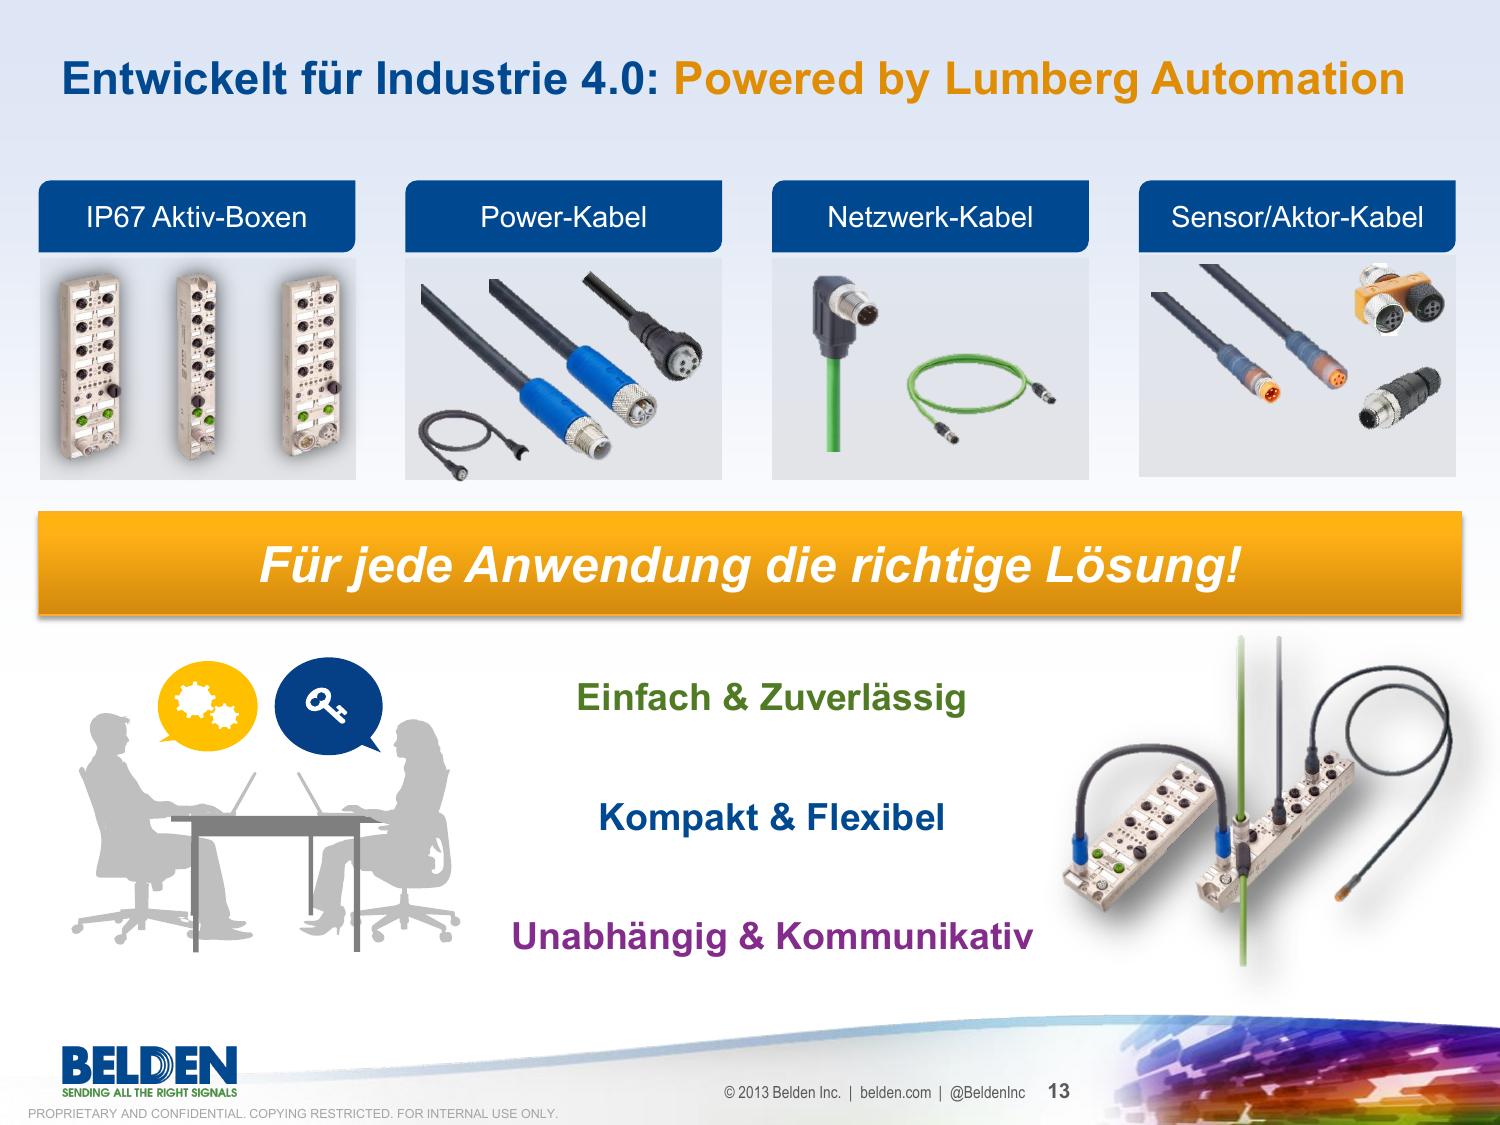 Entwickelt für Industrie 4.0: Powered by Lumberg Automation
IP67 Aktiv-Boxen
Power-Kabel
Netzwerk-Kabel
Sensor/Aktor-Kabel
Für jede Anwendung die richtige Lösung!
Einfach & Zuverlässig
Kompakt & Flexibel
Unabhängig & Kommunikativ
BELDEN
SENDING ALL THE RIGHT SIGNALS
© 2013 Belden Inc. | belden.com | @BeldenInc 13
PROPRIETARY AND CONFIDENTIAL. COPYING RESTRICTED. FOR INTERNAL USE ONLY.